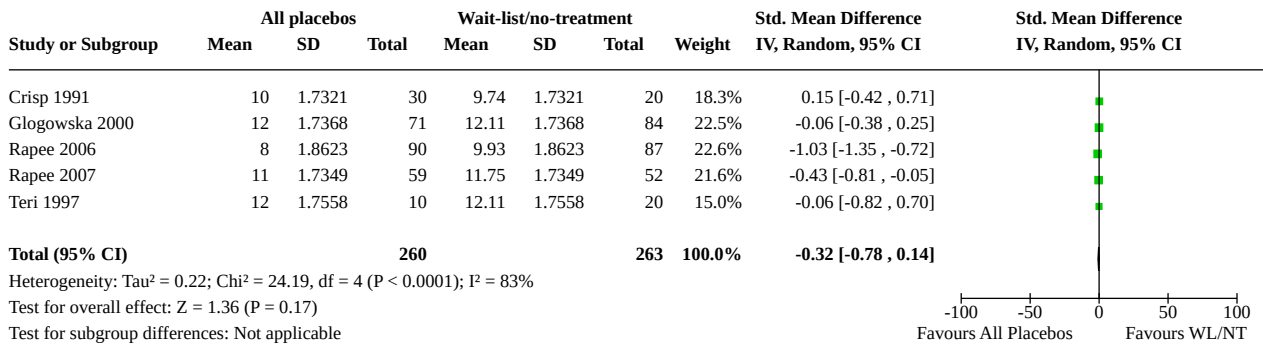 All placebos Wait-list/no-treatment Std. Mean Difference Std. Mean Difference
Study or Subgroup Mean SD Total Mean SD Total Weight IV, Random, 95% CI IV, Random, 95% CI
Crisp 1991 10 1.7321 30 9.74 1.7321 20 18.3% 0.15 [-0.42 , 0.71]
Glogowska 2000 12 1.7368 71 12.11 1.7368 84 22.5% -0.06 [-0.38 , 0.25]
Rapee 2006 8 1.8623 90 9.93 1.8623 87 22.6% -1.03 [-1.35 , -0.72]
Rapee 2007 11 1.7349 59 11.75 1.7349 52 21.6% -0.43 [-0.81 , -0.05]
Teri 1997 12 1.7558 10 12.11 1.7558 20 15.0% -0.06 [-0.82 , 0.70]
Total (95% CI) 260 263 100.0% -0.32 [-0.78 , 0.14]
Heterogeneity: Tau² = 0.22; Chi² = 24.19, df = 4 (P < 0.0001); I² = 83%
Test for overall effect: Z = 1.36 (P = 0.17)
Test for subgroup differences: Not applicable
-100 -50 0 50 100
Favours All Placebos Favours WL/NT